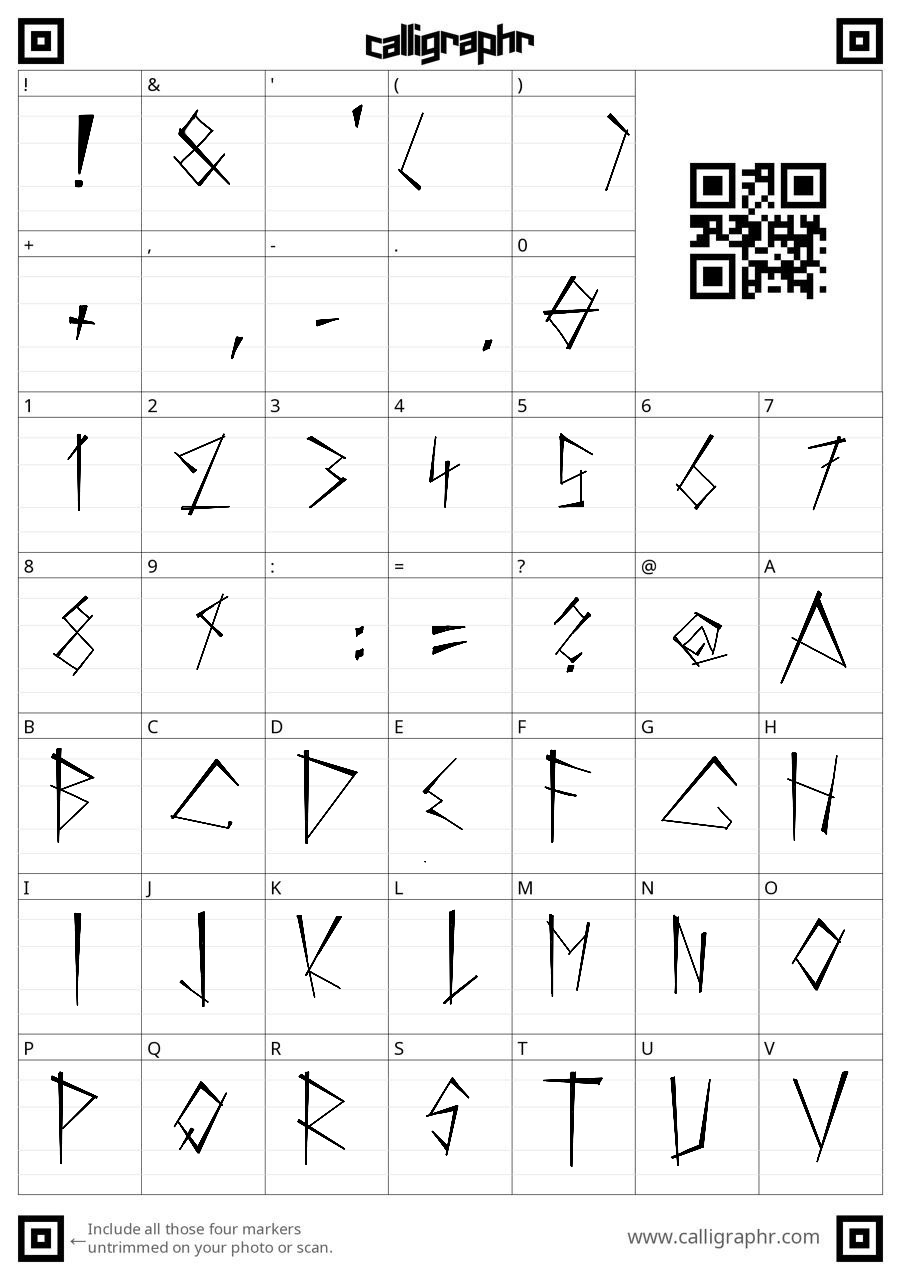 calligraphr
! & ' ( )
! & ' ( )
+ , - . 0
+ , - . 0
1 2 3 4 5 6 7
1 2 3 4 5 6 7
8 9 : = ? @ A
8 9 : = ? @ A
B C D E F G H
B C D E F G H
I J K L M N O
I J K L M N O
P Q R S T U V
P Q R S T U V
←Include all those four markers
untrimmed on your photo or scan.
www.calligraphr.com